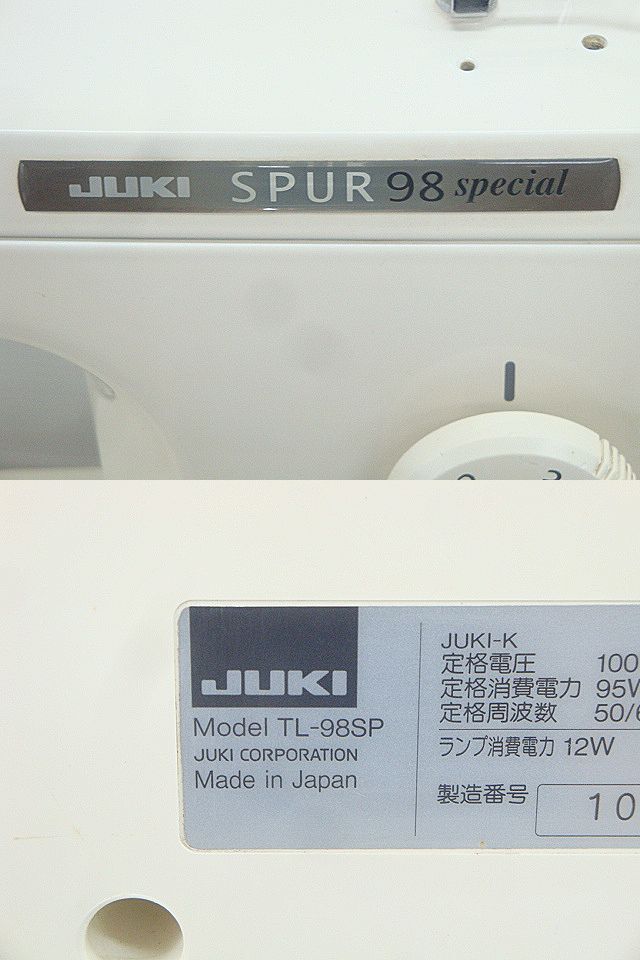 JUKI SPUR 98 special
3
JUKI
Model TL-98SP
JUKI CORPORATION
Made in Japan
JUKI-K
定格電圧 100
定格消費電力 95W
定格周波数 50/6
ランプ消費電力 12W
製造番号 10